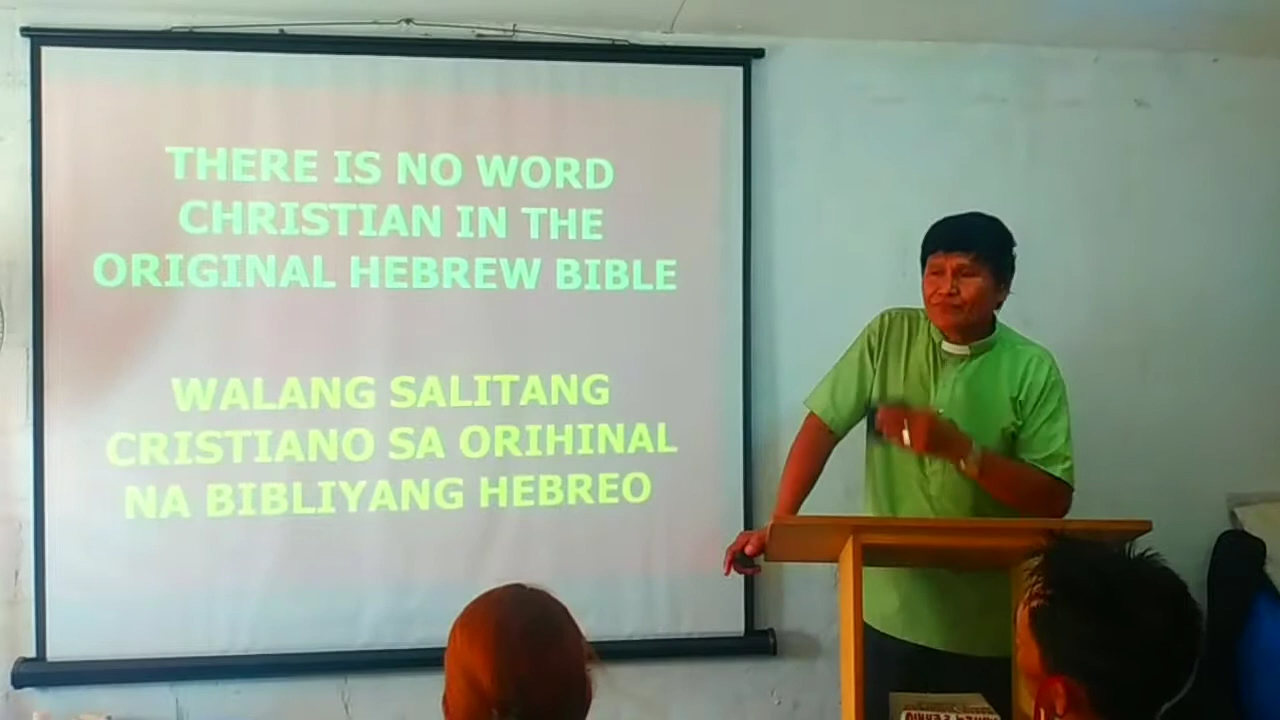 THERE IS NO WORD
CHRISTIAN IN THE
ORIGINAL HEBREW BIBLE
WALANG SALITANG
CRISTIANO SA ORIHINAL
NA BIBLIYANG HEBREO